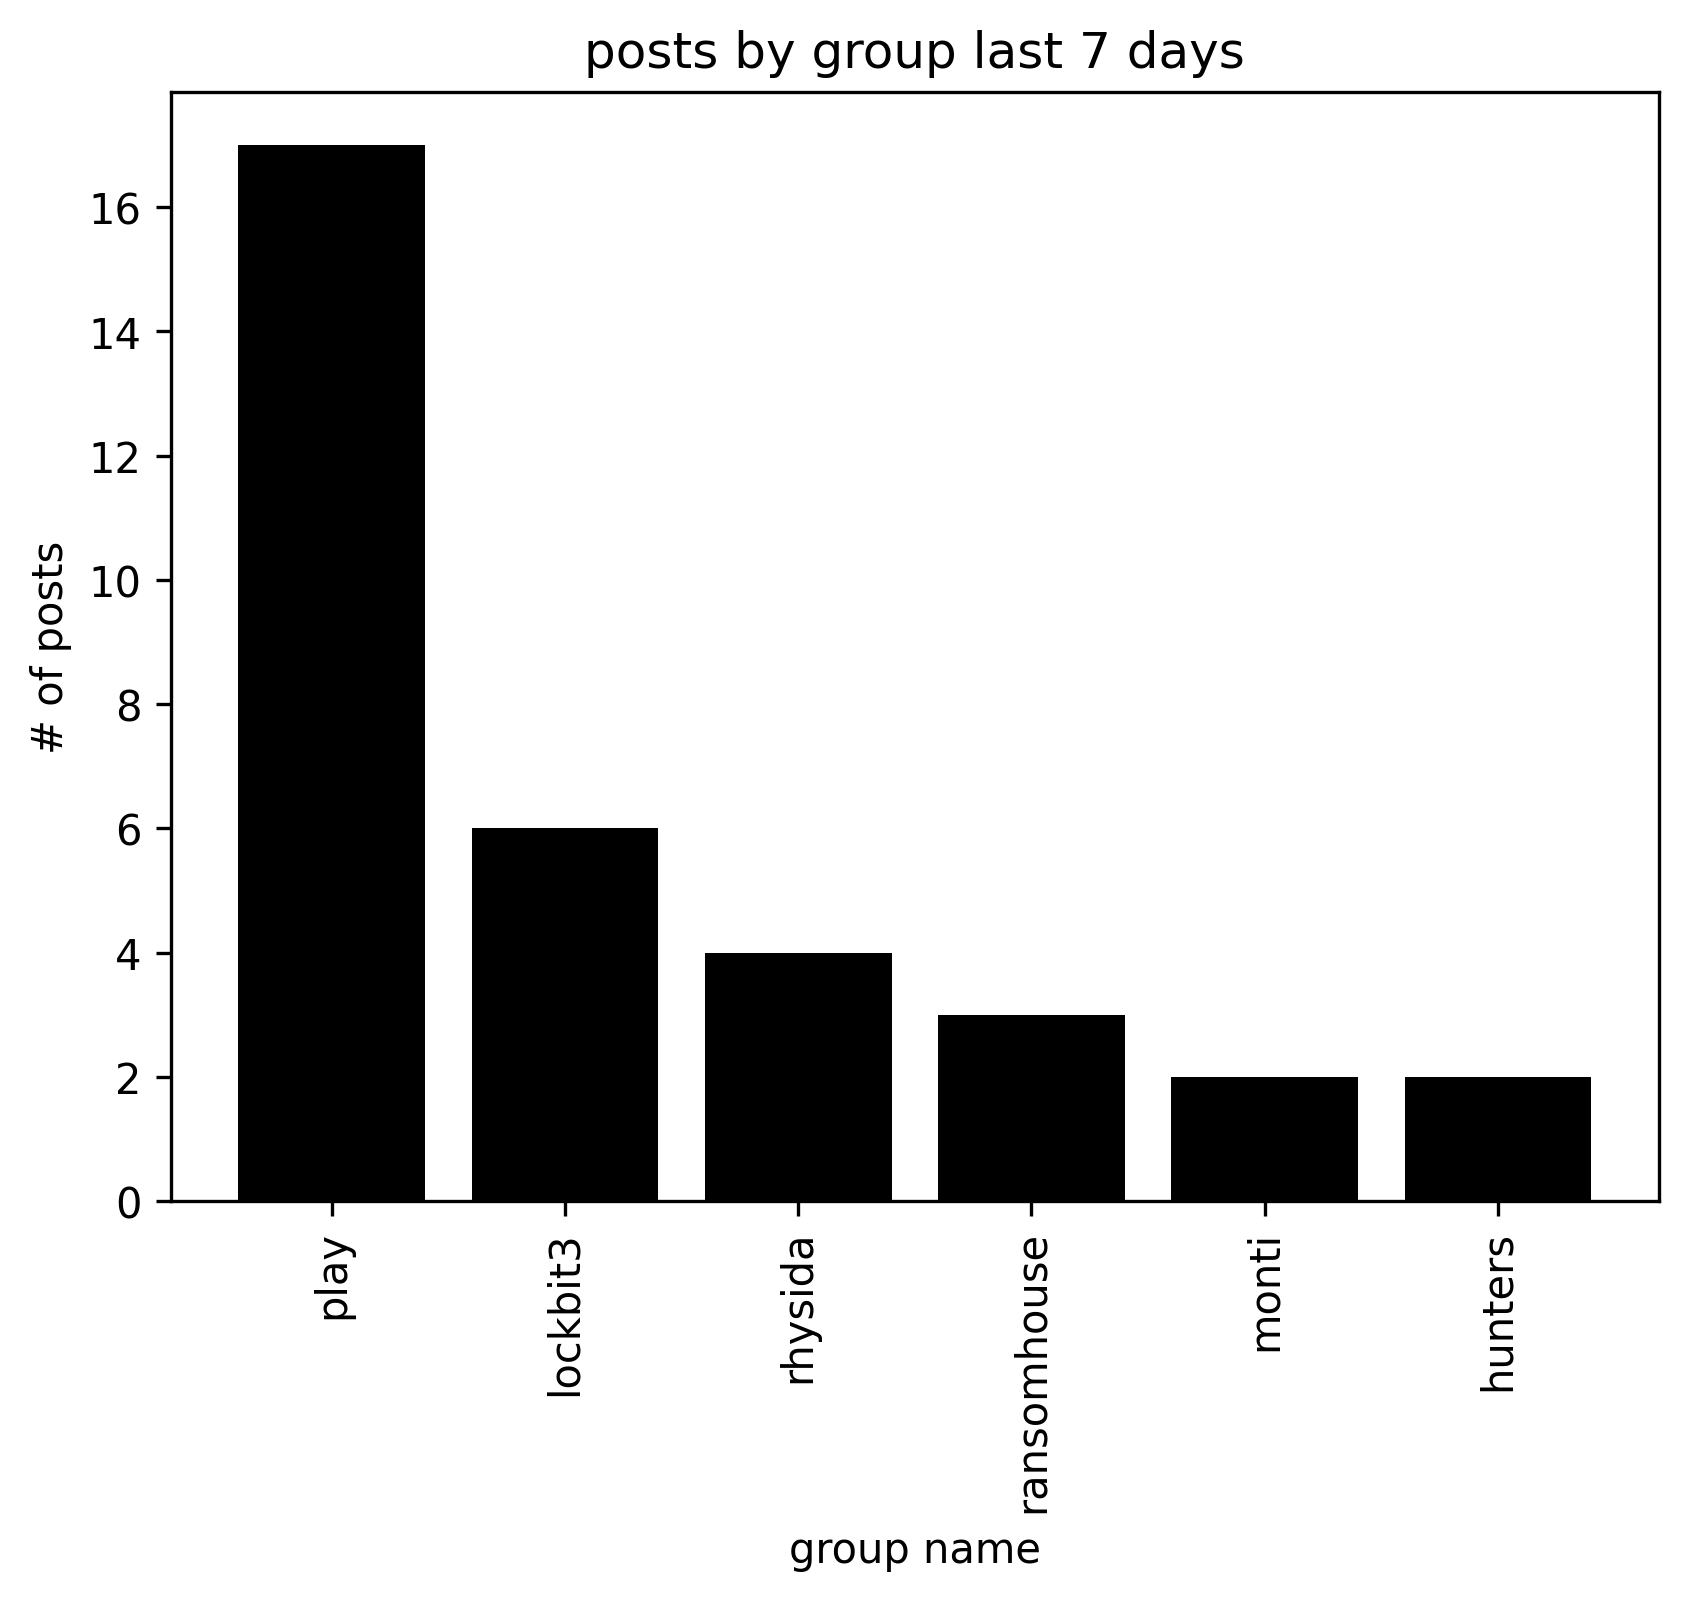 posts by group last 7 days
# of posts
16
14
12
10
8
6
4
2
0
play
lockbit3
rhysida
ransomhouse
monti
hunters
group name